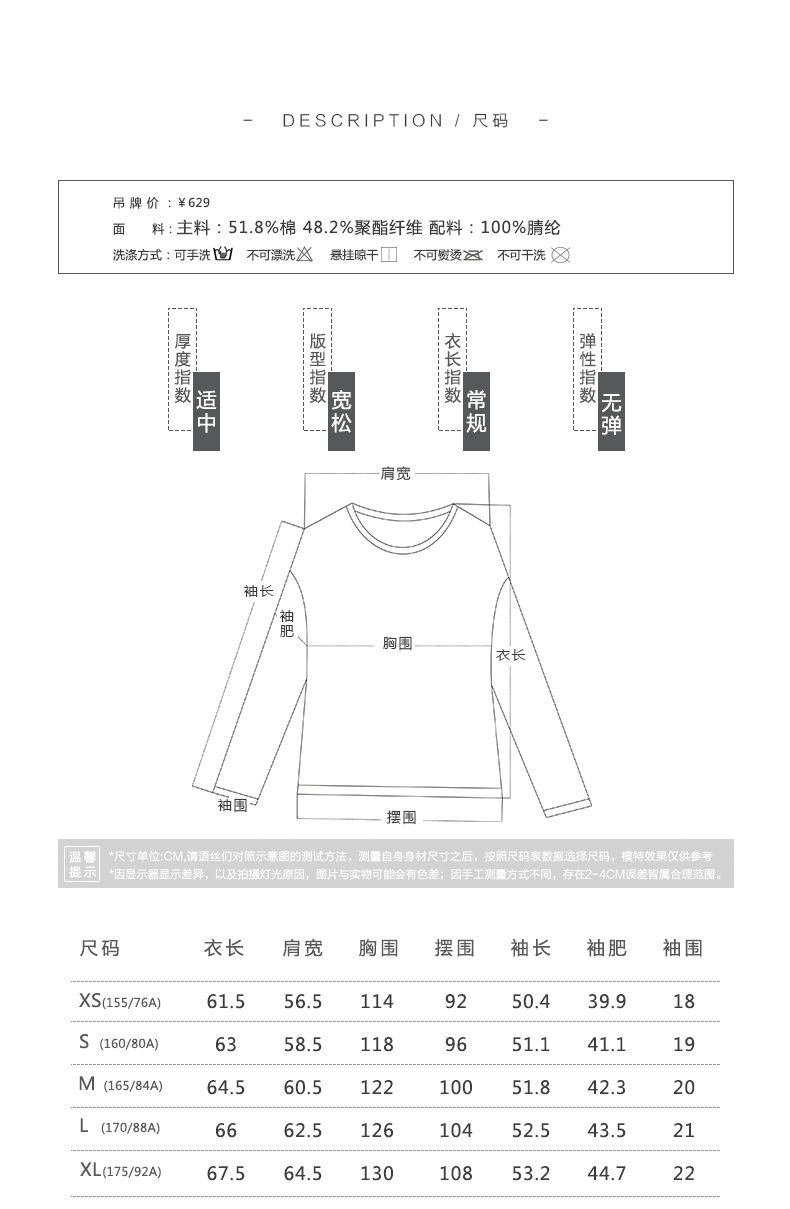 - DESCRIPTION / 尺码 -
吊牌价：¥629
面 料：主料：51.8%棉 48.2%聚酯纤维 配料：100%腈纶
洗涤方式：可手洗 不可漂洗 悬挂晾干 不可熨烫 不可干洗
厚度指数 适中
版型指数 宽松
衣长指数 常规
弹性指数 无弹
肩宽
袖长
袖肥
胸围
衣长
袖围
摆围
温馨提示
*尺寸单位:CM,请语丝们对照示意图的测试方法，测量自身身材尺寸之后，按照尺码表数据选择尺码，模特效果仅供参考
*因显示器显示差异，以及拍摄灯光原因，图片与实物可能会有色差；因手工测量方式不同，存在2-4CM误差皆属合理范围。
尺码 衣长 肩宽 胸围 摆围 袖长 袖肥 袖围
XS(155/76A) 61.5 56.5 114 92 50.4 39.9 18
S (160/80A) 63 58.5 118 96 51.1 41.1 19
M (165/84A) 64.5 60.5 122 100 51.8 42.3 20
L (170/88A) 66 62.5 126 104 52.5 43.5 21
XL(175/92A) 67.5 64.5 130 108 53.2 44.7 22